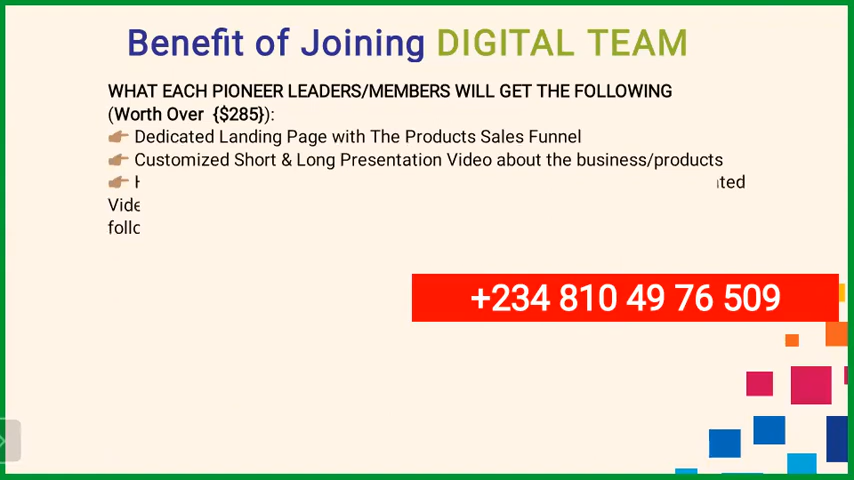 Benefit of Joining DIGITAL TEAM
WHAT EACH PIONEER LEADERS/MEMBERS WILL GET THE FOLLOWING
(Worth Over {$285}):
👉🏽 Dedicated Landing Page with The Products Sales Funnel
👉🏽 Customized Short & Long Presentation Video about the business/products
+234 810 49 76 509